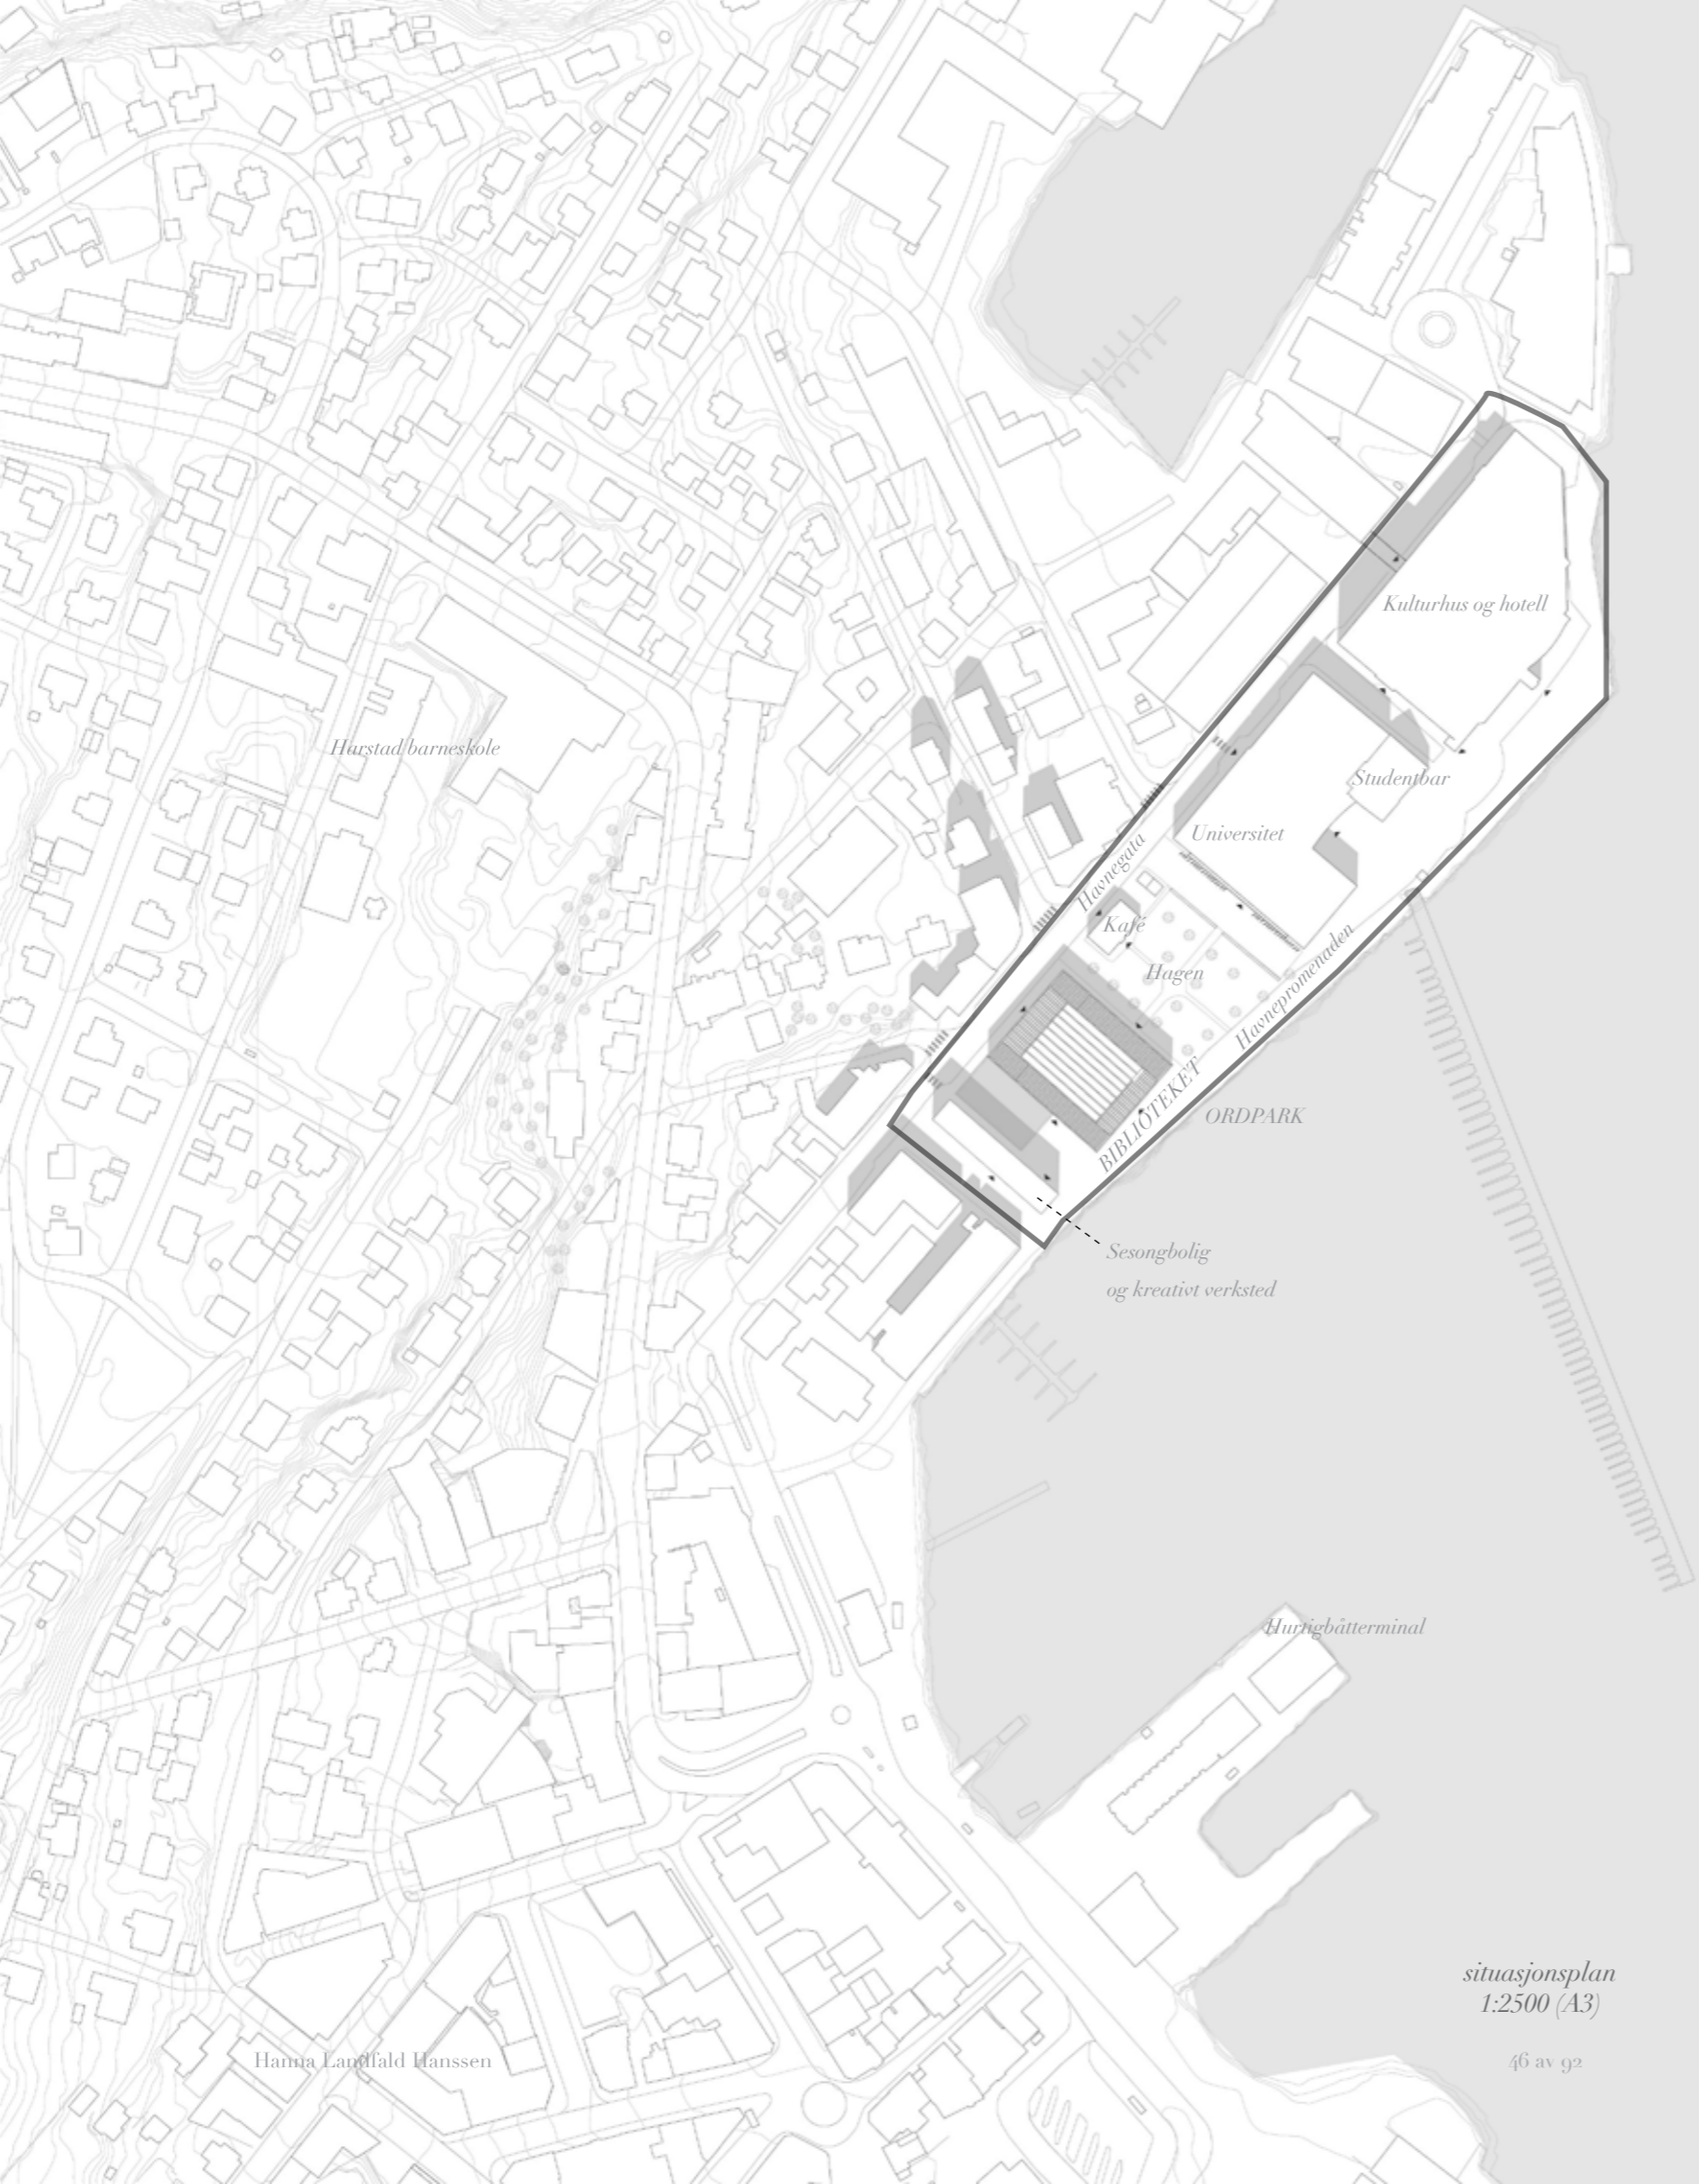 Kulturhus og hotell
Harstad barneskole
Studentbar
Universitet
Havnegata
Kafé
Hagen
Havnepromenaden
BIBLIOTEKET
ORDPARK
Sesongbolig
og kreativt verksted
Hurtigbåtterminal
situasjonsplan
1:2500 (A3)
Hanna Landfald Hanssen
46 av 92